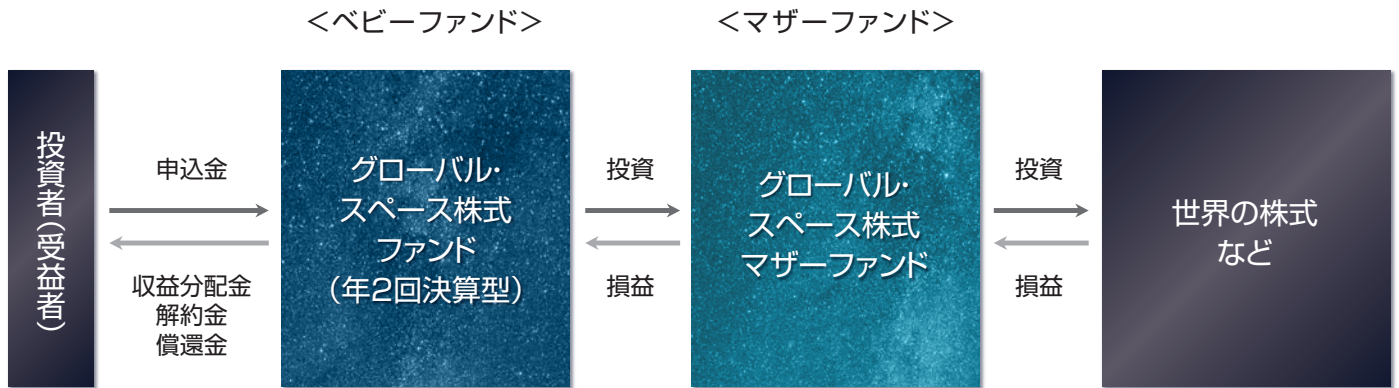 ＜ベビーファンド＞
＜マザーファンド＞
投資者（受益者）
申込金
収益分配金
解約金
償還金
グローバル・
スペース株式
ファンド
（年2回決算型）
投資
損益
グローバル・
スペース株式
マザーファンド
投資
損益
世界の株式
など